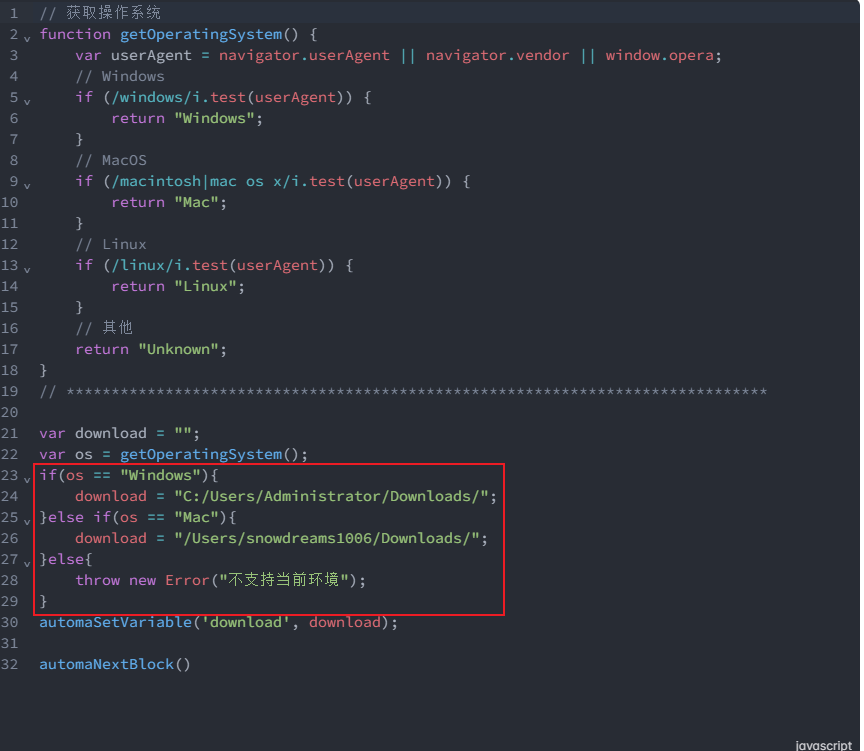 1 // 获取操作系统
2 function getOperatingSystem() {
3     var userAgent = navigator.userAgent || navigator.vendor || window.opera;
4     // Windows
5     if (/windows/i.test(userAgent)) {
6         return "Windows";
7     }
8     // MacOS
9     if (/macintosh|mac os x/i.test(userAgent)) {
10         return "Mac";
11     }
12     // Linux
13     if (/linux/i.test(userAgent)) {
14         return "Linux";
15     }
16     // 其他
17     return "Unknown";
18 }
19 // ******************************************************************************
20
21 var download = "";
22 var os = getOperatingSystem();
23 if(os == "Windows"){
24     download = "C:/Users/Administrator/Downloads/";
25 }else if(os == "Mac"){
26     download = "/Users/snowdreams1006/Downloads/";
27 }else{
28     throw new Error("不支持当前环境");
29 }
30 automaSetVariable('download', download);
31
32 automaNextBlock()
javascript